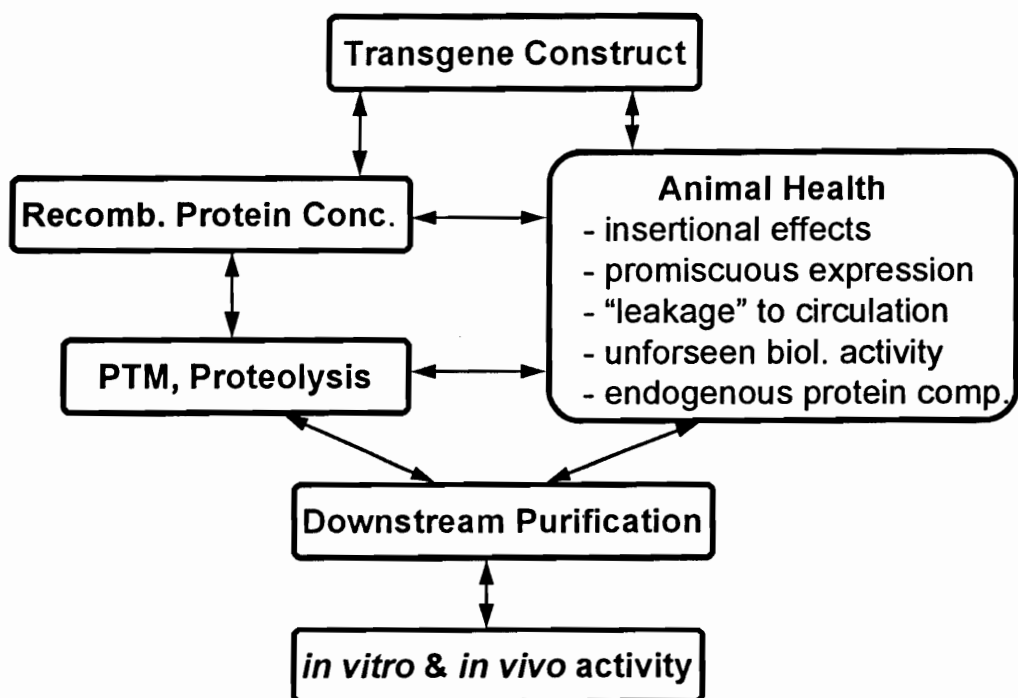 Transgene Construct
Recomb. Protein Conc.
Animal Health
- insertional effects
- promiscuous expression
- “leakage” to circulation
- unforseen biol. activity
- endogenous protein comp.
PTM, Proteolysis
Downstream Purification
in vitro & in vivo activity